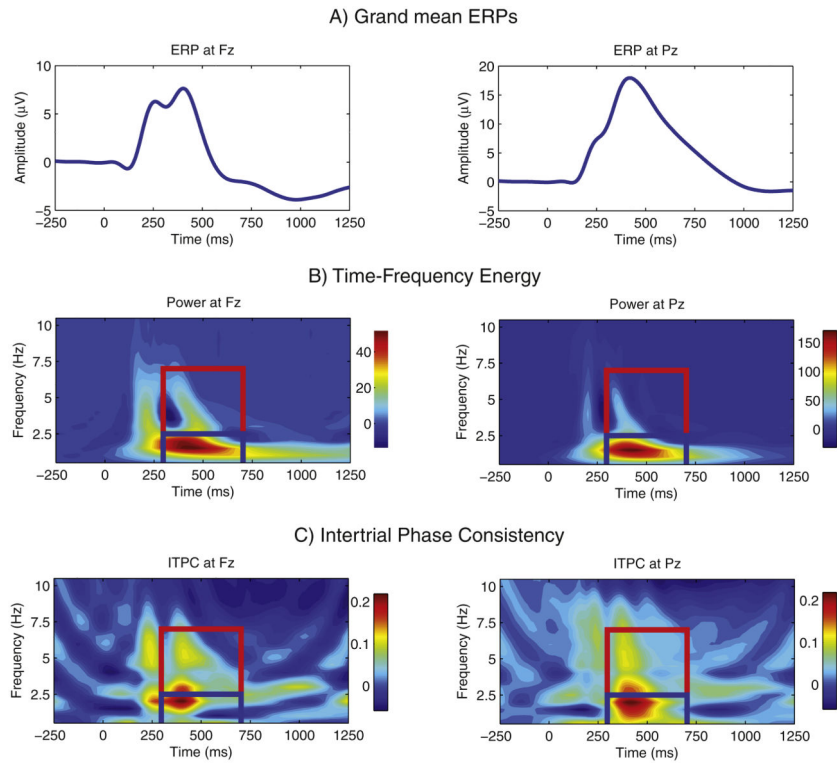 A) Grand mean ERPs
ERP at Fz
10
5
0
−5
Amplitude (μV)
−250 0 250 500 750 1000 1250
Time (ms)
ERP at Pz
20
15
10
5
0
−5
Amplitude (μV)
−250 0 250 500 750 1000 1250
Time (ms)
B) Time-Frequency Energy
Power at Fz
10
7.5
5
2.5
Frequency (Hz)
−250 0 250 500 750 1000 1250
Time (ms)
40
20
0
Power at Pz
10
7.5
5
2.5
Frequency (Hz)
−250 0 250 500 750 1000 1250
Time (ms)
150
100
50
0
C) Intertrial Phase Consistency
ITPC at Fz
10
7.5
5
2.5
Frequency (Hz)
−250 0 250 500 750 1000 1250
Time (ms)
0.2
0.1
0
ITPC at Pz
10
7.5
5
2.5
Frequency (Hz)
−250 0 250 500 750 1000 1250
Time (ms)
0.2
0.1
0